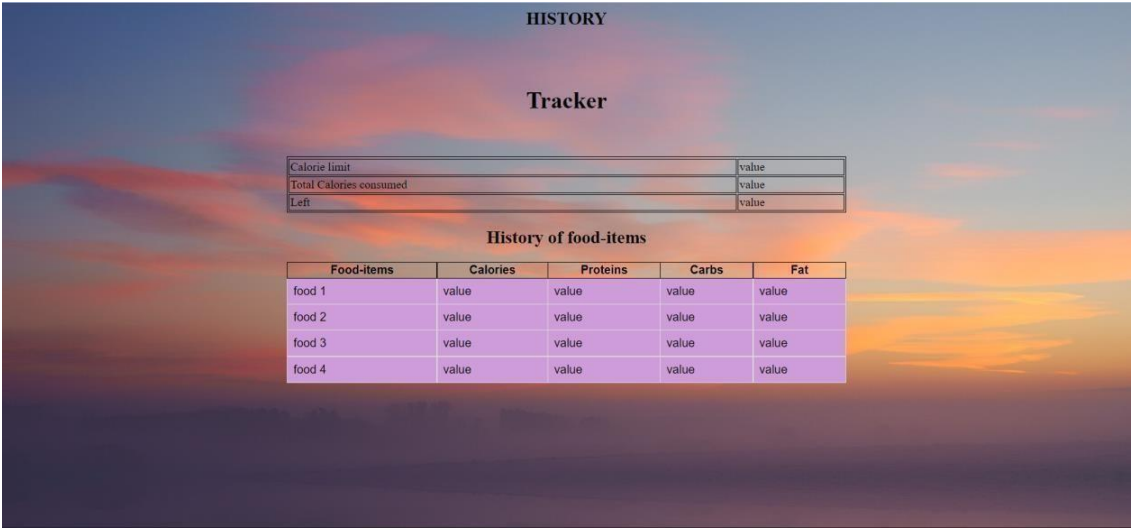 HISTORY
Tracker
Calorie limit value
Total Calories consumed value
Left value
History of food-items
Food-items Calories Proteins Carbs Fat
food 1 value value value value
food 2 value value value value
food 3 value value value value
food 4 value value value value